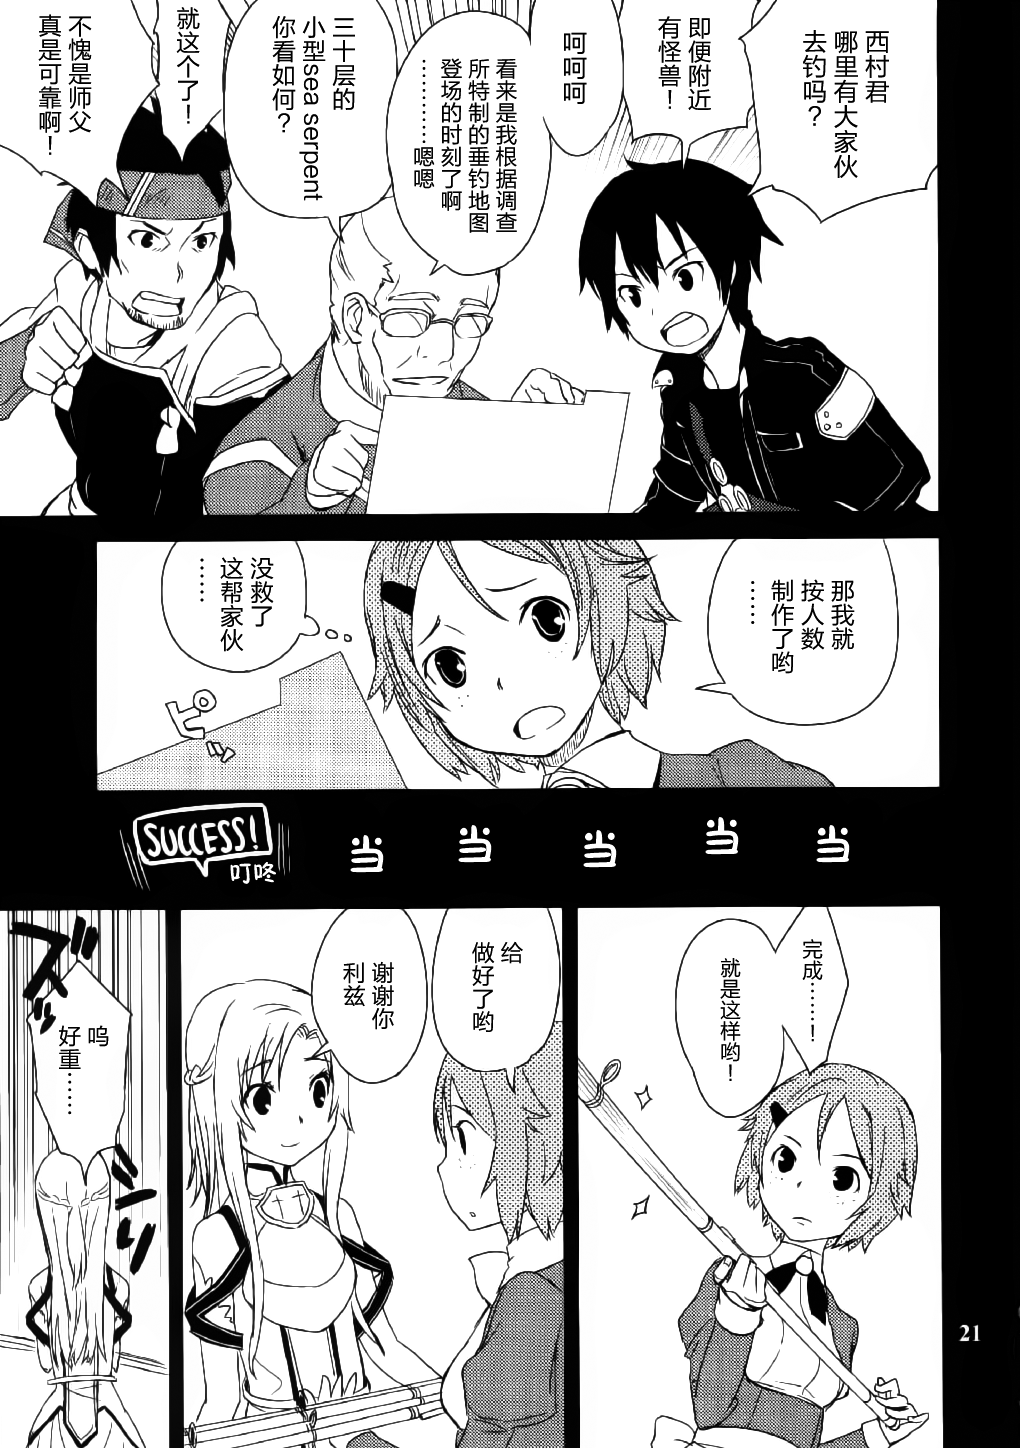 西村君
哪里有大家伙
去钓吗？
即便附近
有怪兽！
呵呵呵
看来是我根据调查
所特制的垂钓地图
登场的时刻了啊
…………嗯嗯
三十层的
小型sea serpent
你看如何？
就这个了！
不愧是师父
真是可靠啊！
那我就
按人数
制作了哟
……
没救了
这帮家伙
……
ヒョッ
SUCCESS!
叮咚
当
当
当
当
当
完成……！
就是这样哟！
给
做好了哟
谢谢你
利兹
ズシン
呜
好重……
21